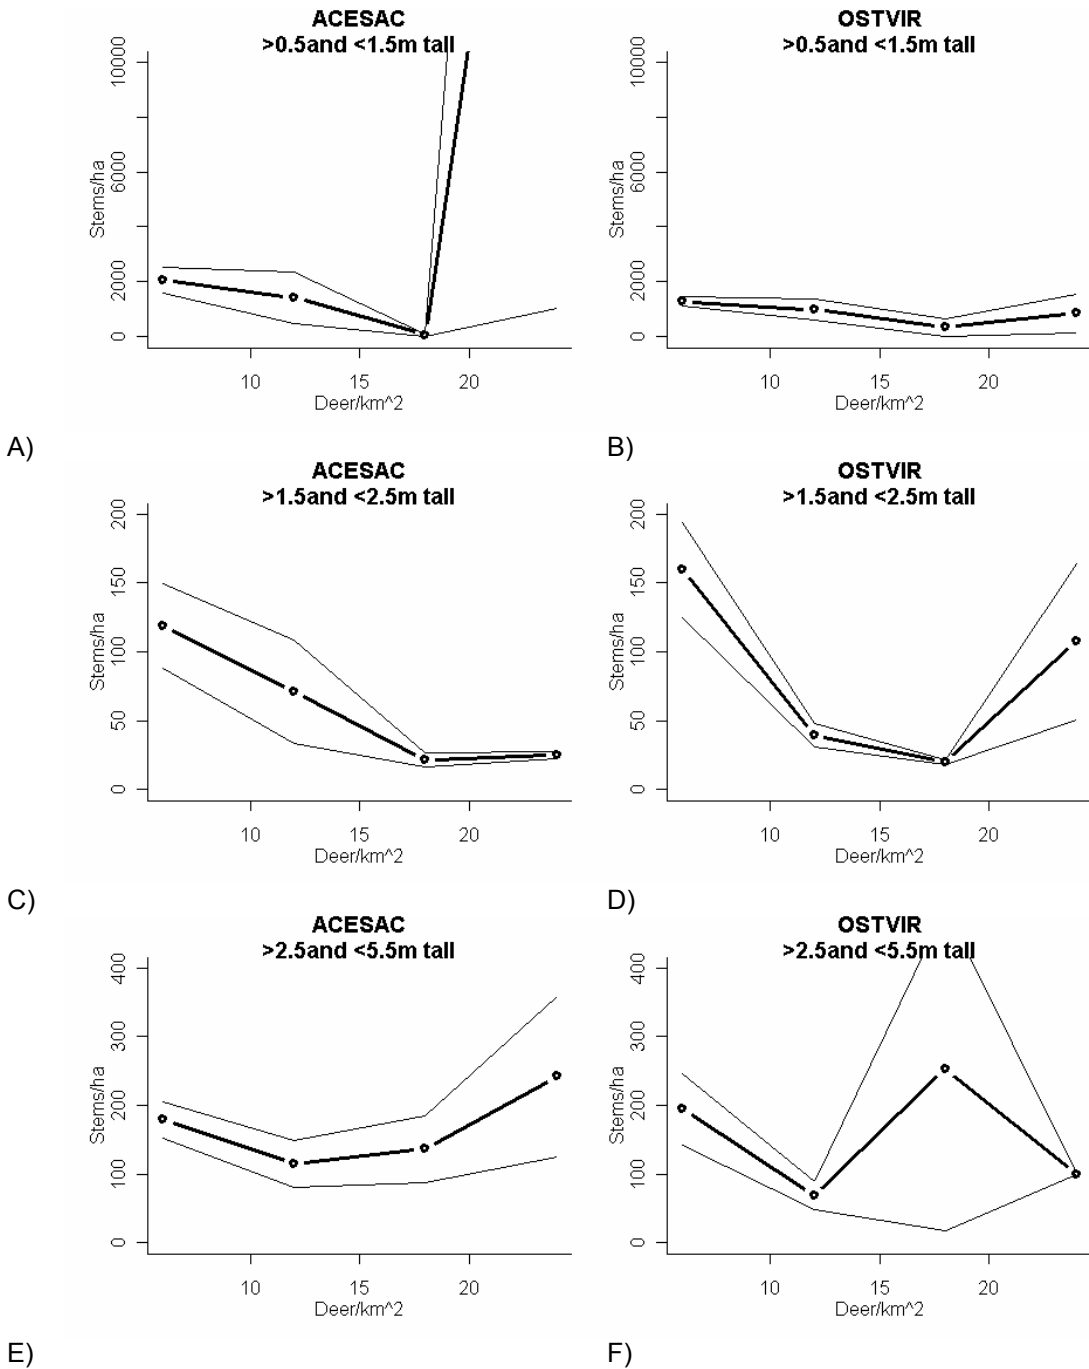 ACESAC
>0.5and <1.5m tall
Stems/ha
0
2000
6000
10000
10 15 20
Deer/km^2
A)
OSTVIR
>0.5and <1.5m tall
Stems/ha
0
2000
6000
10000
10 15 20
Deer/km^2
B)
ACESAC
>1.5and <2.5m tall
Stems/ha
0
50
100
150
200
10 15 20
Deer/km^2
C)
OSTVIR
>1.5and <2.5m tall
Stems/ha
0
50
100
150
200
10 15 20
Deer/km^2
D)
ACESAC
>2.5and <5.5m tall
Stems/ha
0
100
200
300
400
10 15 20
Deer/km^2
E)
OSTVIR
>2.5and <5.5m tall
Stems/ha
0
100
200
300
400
10 15 20
Deer/km^2
F)